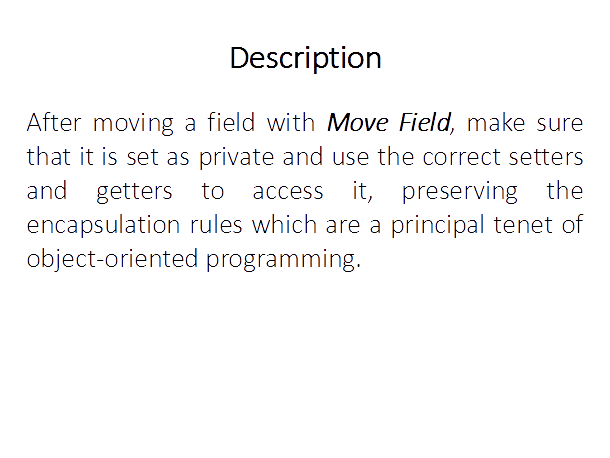 Description
After moving a field with Move Field, make sure
that it is set as private and use the correct setters
and getters to access it, preserving the
encapsulation rules which are a principal tenet of
object-oriented programming.